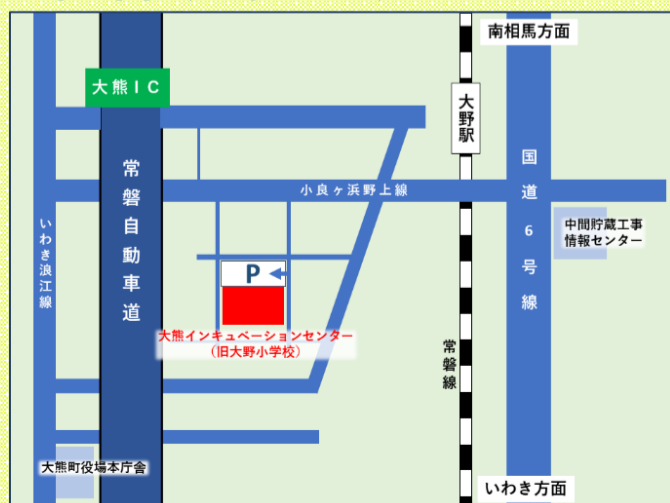 南相馬方面
大熊IC
大野駅
常磐自動車道
国道6号線
小良ヶ浜野上線
いわき浪江線
中間貯蔵工事
情報センター
P
大熊インキュベーションセンター
(旧大野小学校)
常磐線
大熊町役場本庁舎
いわき方面